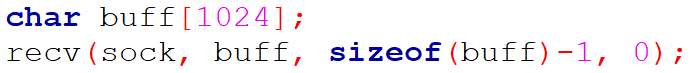 char buff[1024];
recv(sock, buff, sizeof(buff)-1, 0);